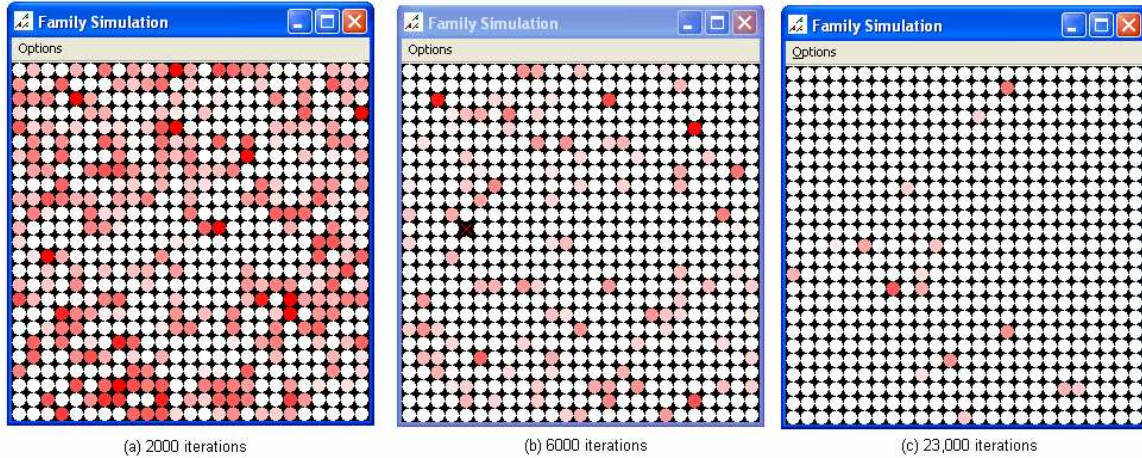 Family Simulation
Options
Family Simulation
Options
Family Simulation
Options
(a) 2000 iterations
(b) 6000 iterations
(c) 23,000 iterations